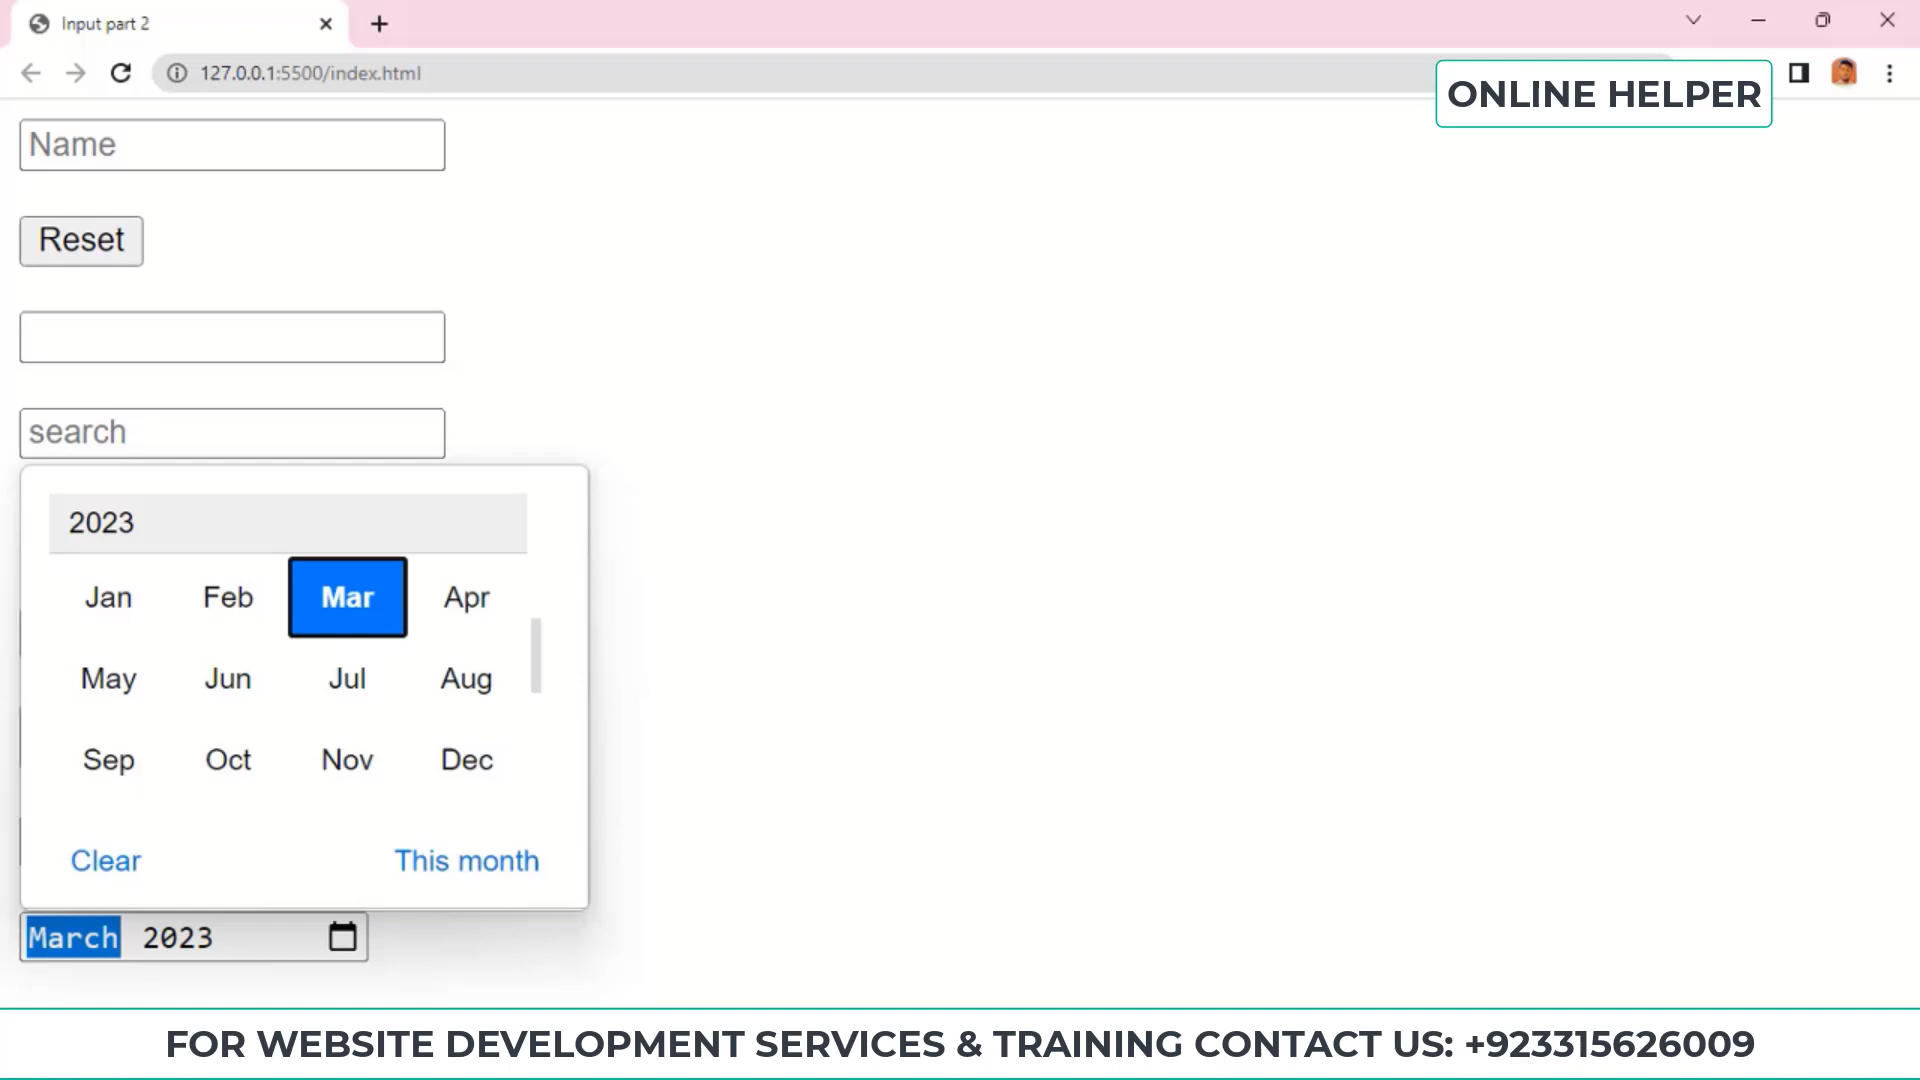 Input part 2
127.0.0.1:5500/index.html
ONLINE HELPER
Name
Reset
search
2023
Jan Feb Mar Apr
May Jun Jul Aug
Sep Oct Nov Dec
Clear This month
March 2023
FOR WEBSITE DEVELOPMENT SERVICES & TRAINING CONTACT US: +923315626009